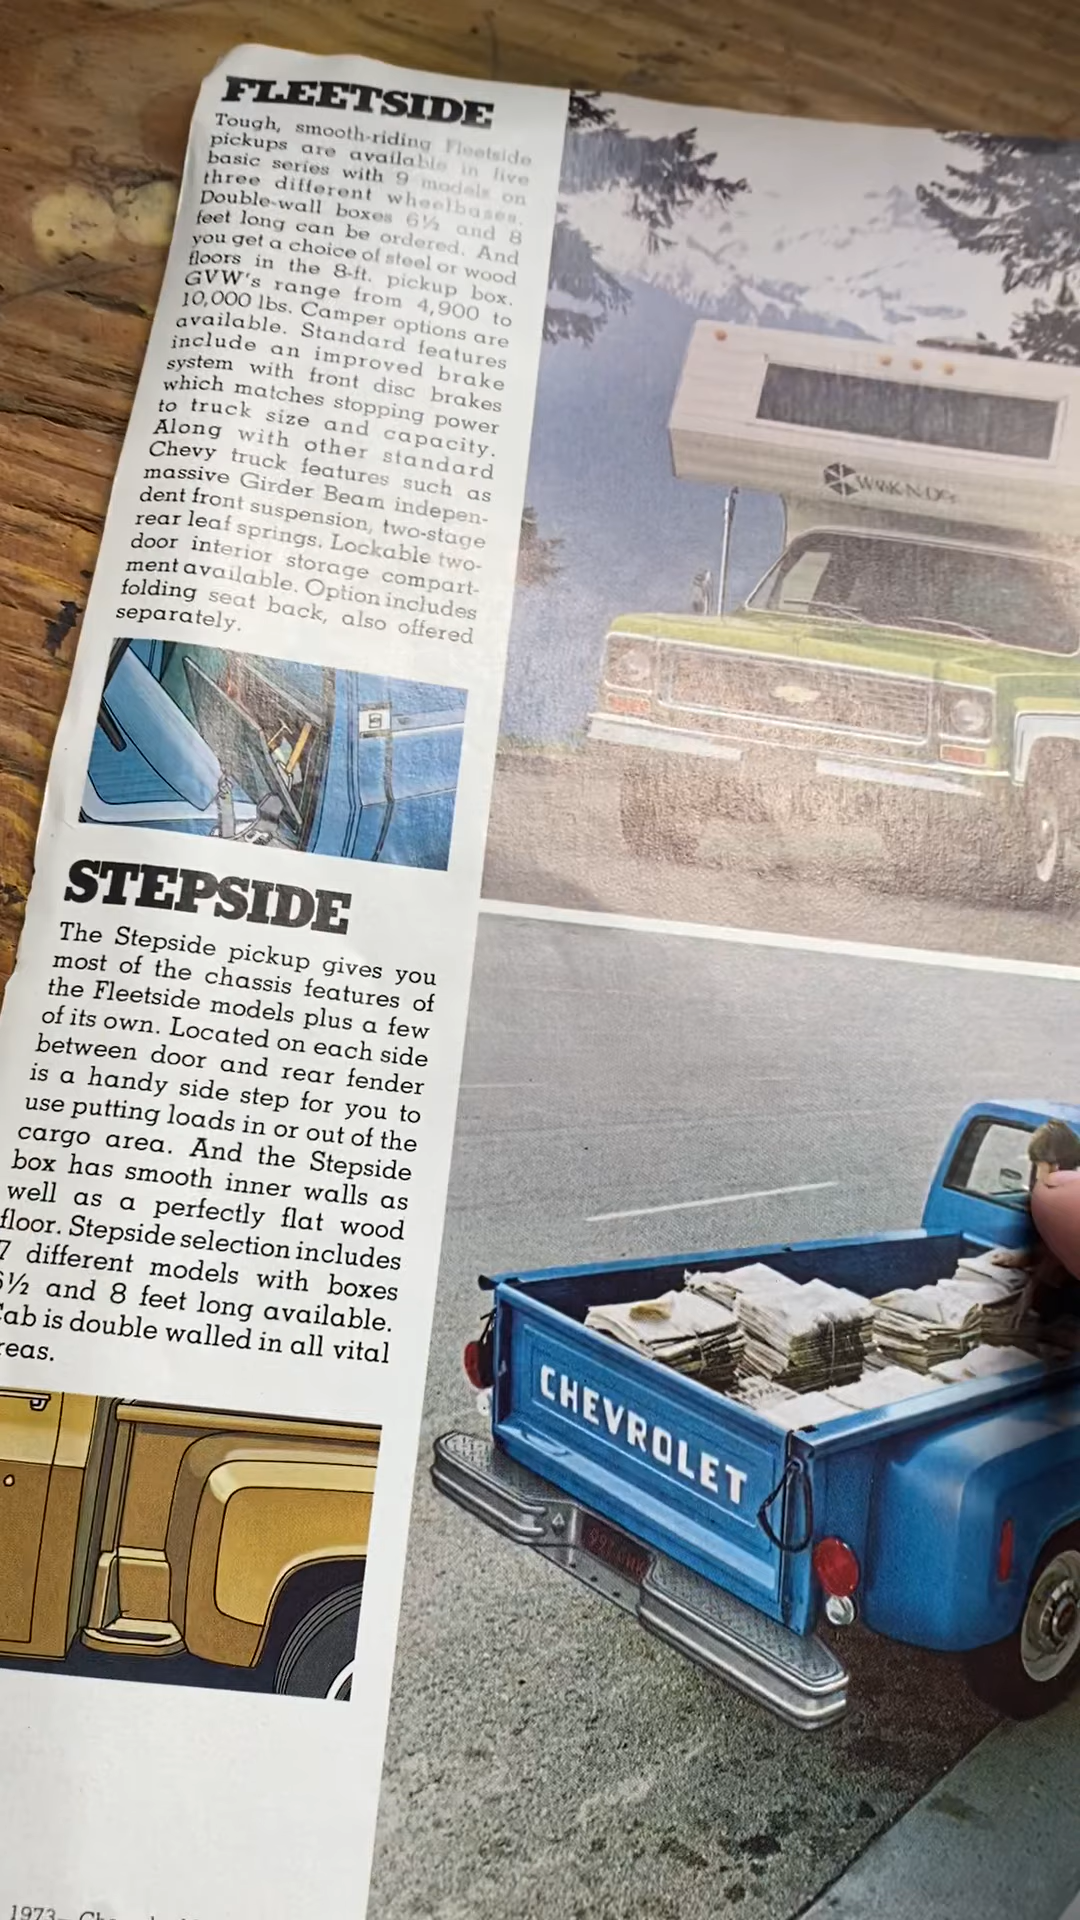 FLEETSIDE
Tough, smooth-riding Fleetside
pickups are available in five
basic series with 9 models on
three different wheelbases.
Double-wall boxes 6½ and 8
feet long can be ordered. And
you get a choice of steel or wood
floors in the 8-ft. pickup box.
GVW's range from 4,900 to
10,000 lbs. Camper options are
available. Standard features
include an improved brake
system with front disc brakes
which matches stopping power
to truck size and capacity.
Along with other standard
Chevy truck features such as
massive Girder Beam indepen-
dent front suspension, two-stage
rear leaf springs. Lockable two-
door interior storage compart-
ment available. Option includes
folding seat back, also offered
separately.
STEPSIDE
The Stepside pickup gives you
most of the chassis features of
the Fleetside models plus a few
of its own. Located on each side
between door and rear fender
is a handy side step for you to
use putting loads in or out of the
cargo area. And the Stepside
box has smooth inner walls as
well as a perfectly flat wood
floor. Stepside selection includes
7 different models with boxes
6½ and 8 feet long available.
Cab is double walled in all vital
reas.
CHEVROLET
1973